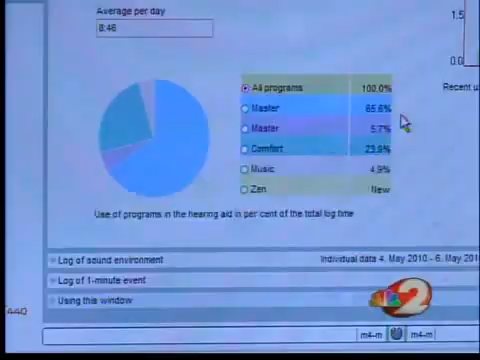 Average per day
8:46
1.5
0.0
All programs 100.0%
Master 65.6%
Master 5.7%
Comfort 23.9%
Music 4.9%
Zen New
Recent u
Use of programs in the hearing aid in per cent of the total log time
Log of sound environment Individual data 4. May 2010 - 6. May 201
Log of 1-minute event
Using this window
440
2
m4-m m4-m